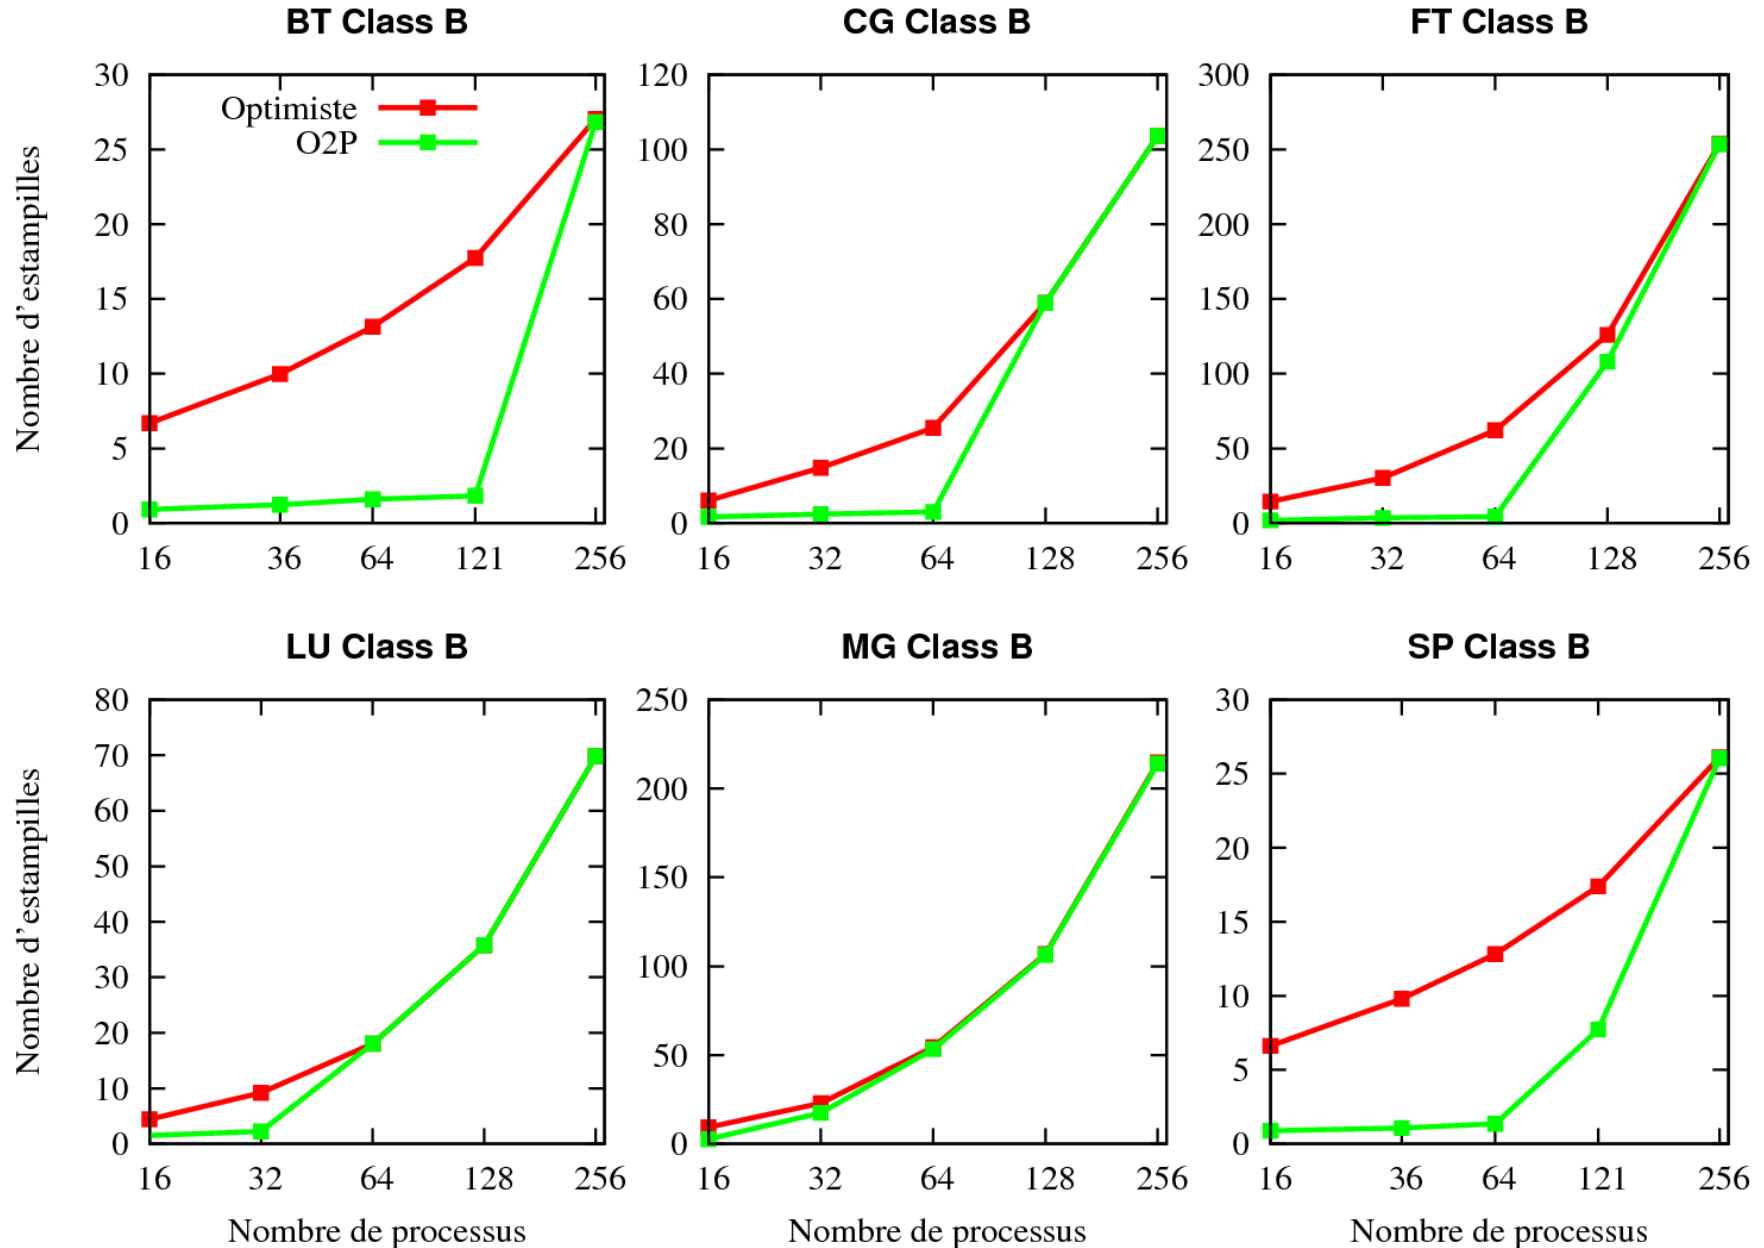 BT Class B
CG Class B
FT Class B
Nombre d'estampilles
30
25
20
15
10
5
0
Optimiste
O2P
16 36 64 121 256
120
100
80
60
40
20
0
16 32 64 128 256
300
250
200
150
100
50
0
16 32 64 128 256
LU Class B
MG Class B
SP Class B
Nombre d'estampilles
80
70
60
50
40
30
20
10
0
16 32 64 128 256
Nombre de processus
250
200
150
100
50
0
16 32 64 128 256
Nombre de processus
30
25
20
15
10
5
0
16 36 64 121 256
Nombre de processus